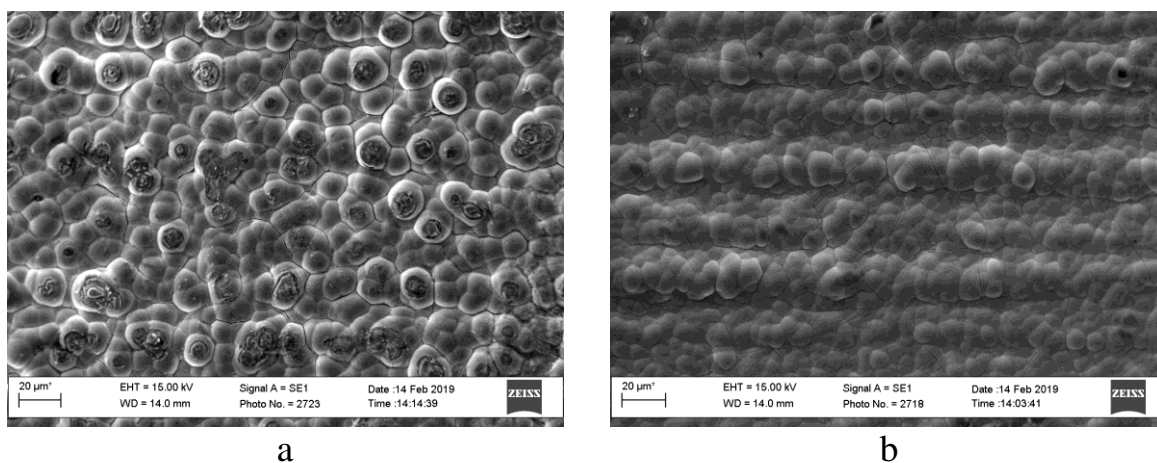 20 µm EHT = 15.00 kV Signal A = SE1 Date :14 Feb 2019 ZEISS
WD = 14.0 mm Photo No. = 2723 Time :14:14:39
20 µm EHT = 15.00 kV Signal A = SE1 Date :14 Feb 2019 ZEISS
WD = 14.0 mm Photo No. = 2718 Time :14:03:41
a
b